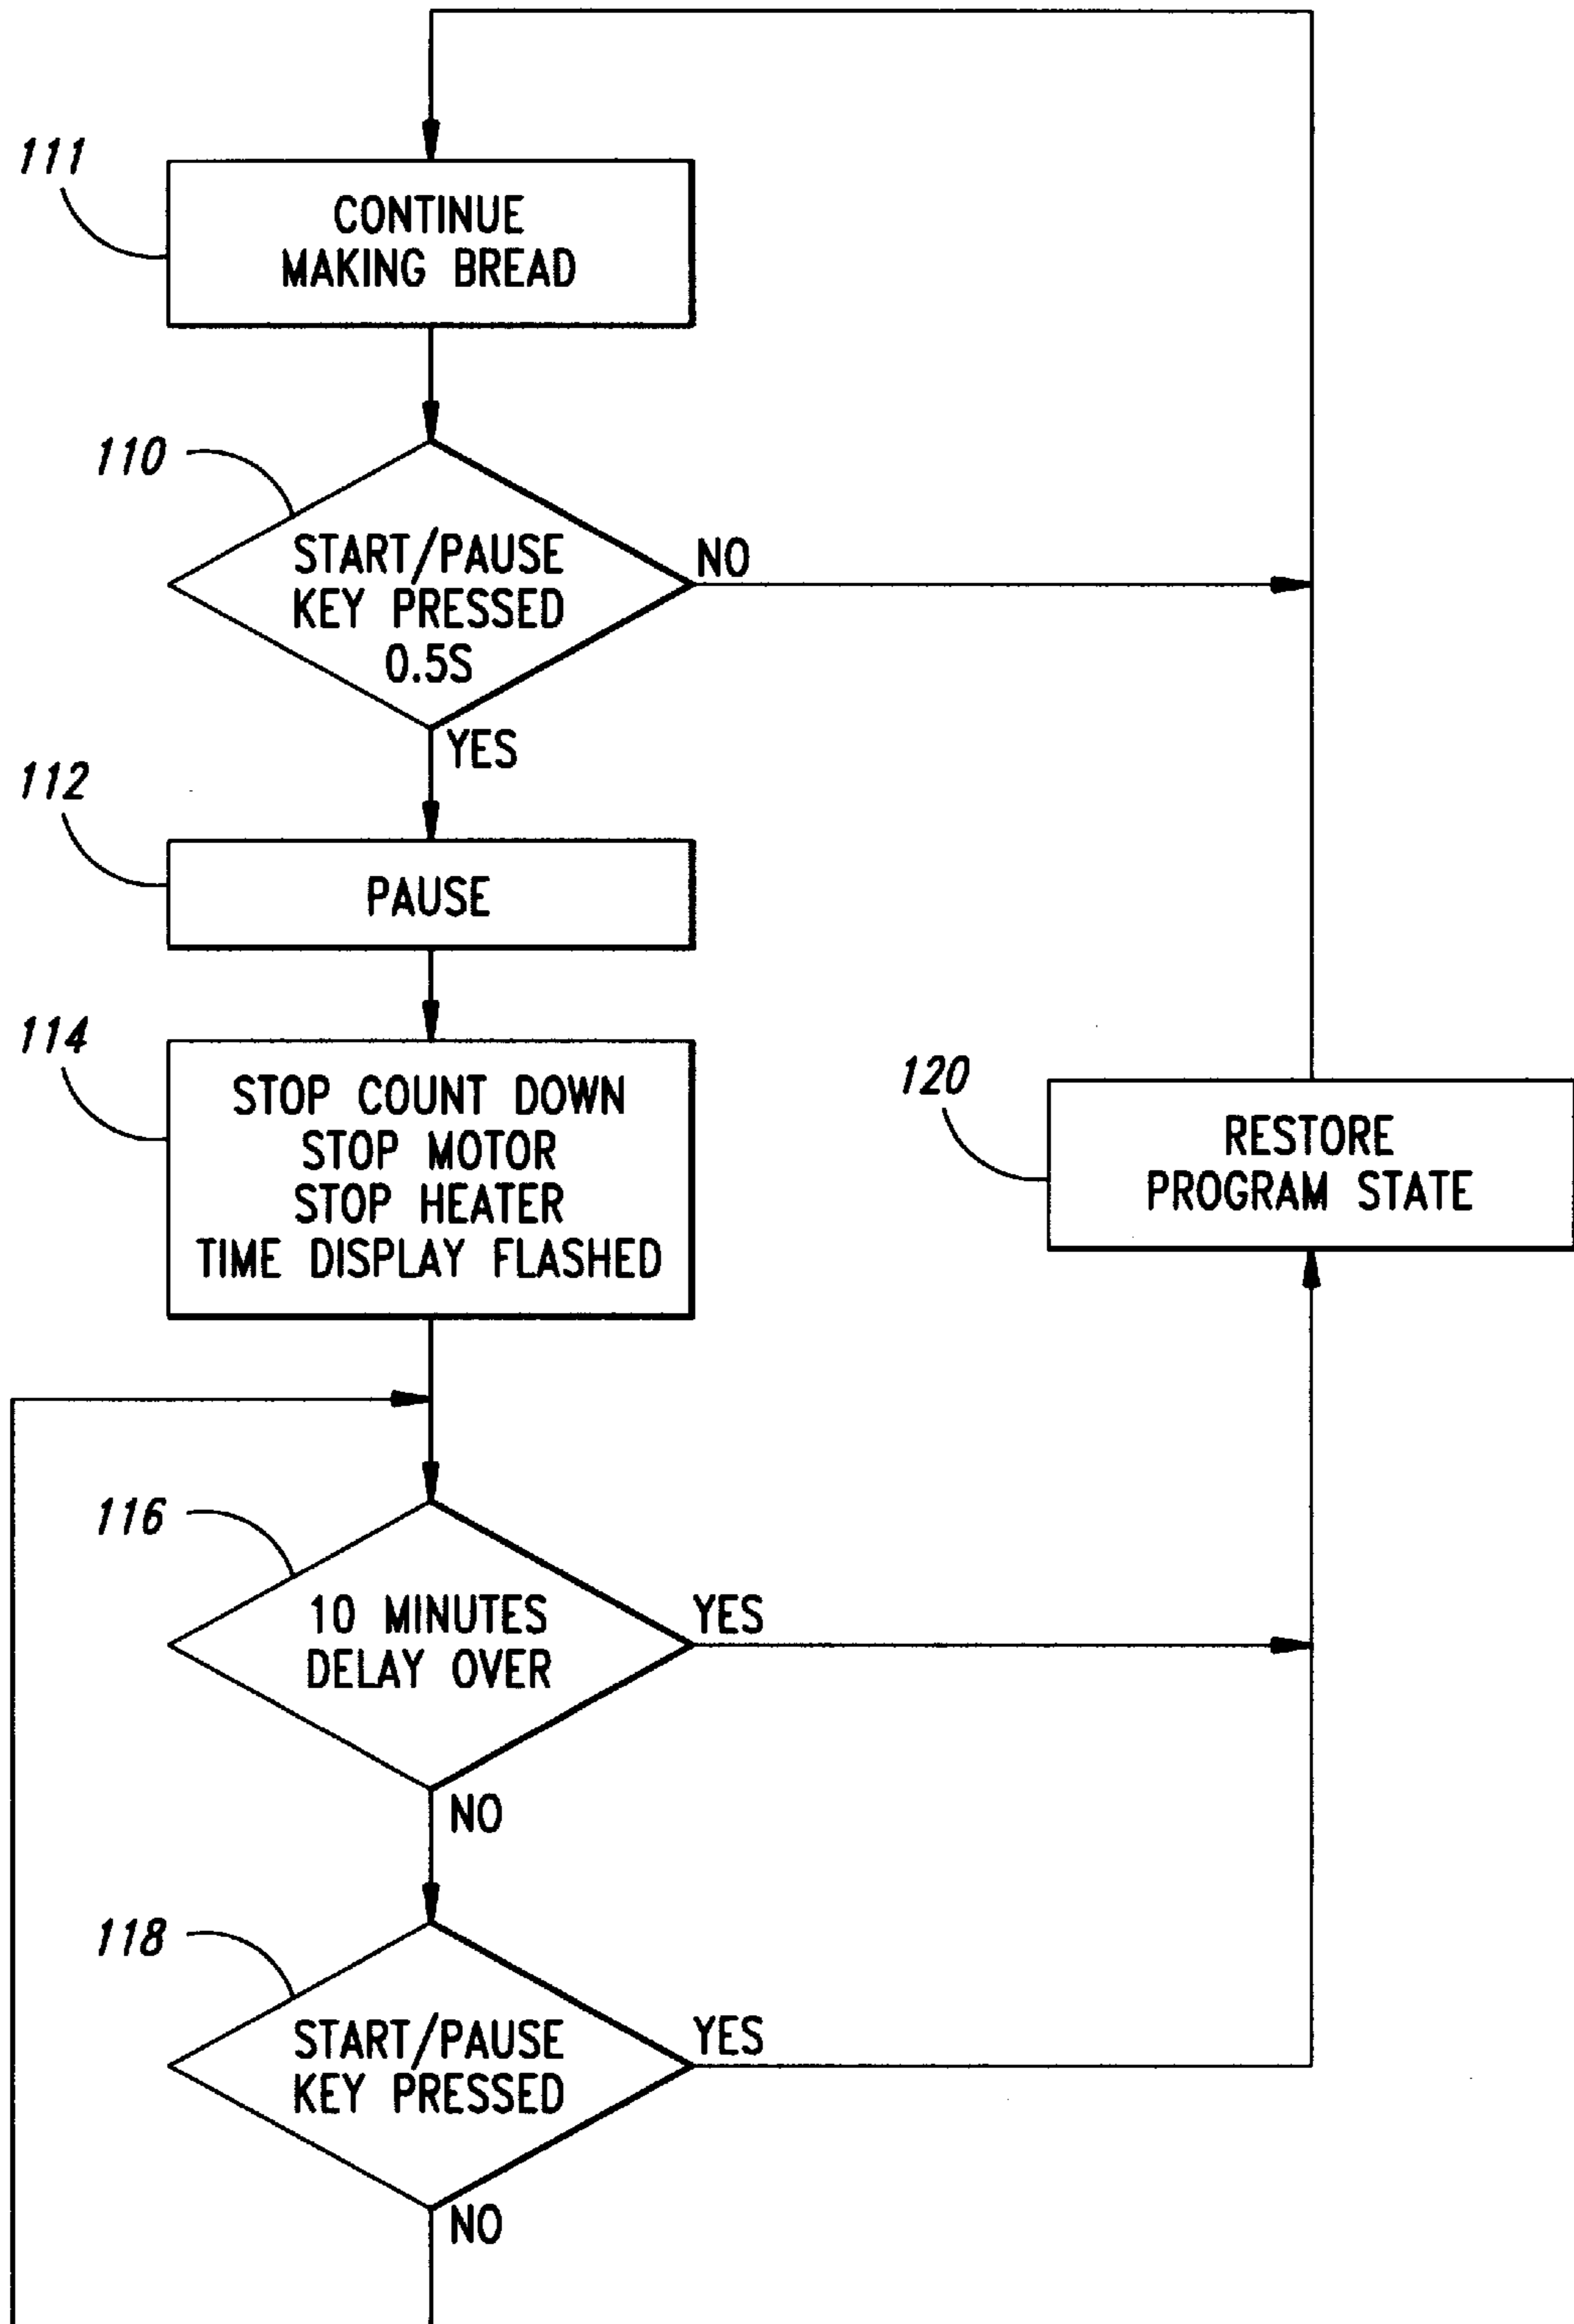 111
CONTINUE
MAKING BREAD
110
START/PAUSE
KEY PRESSED
0.5S
NO
YES
112
PAUSE
114
STOP COUNT DOWN
STOP MOTOR
STOP HEATER
TIME DISPLAY FLASHED
120
RESTORE
PROGRAM STATE
116
10 MINUTES
DELAY OVER
YES
NO
118
START/PAUSE
KEY PRESSED
YES
NO